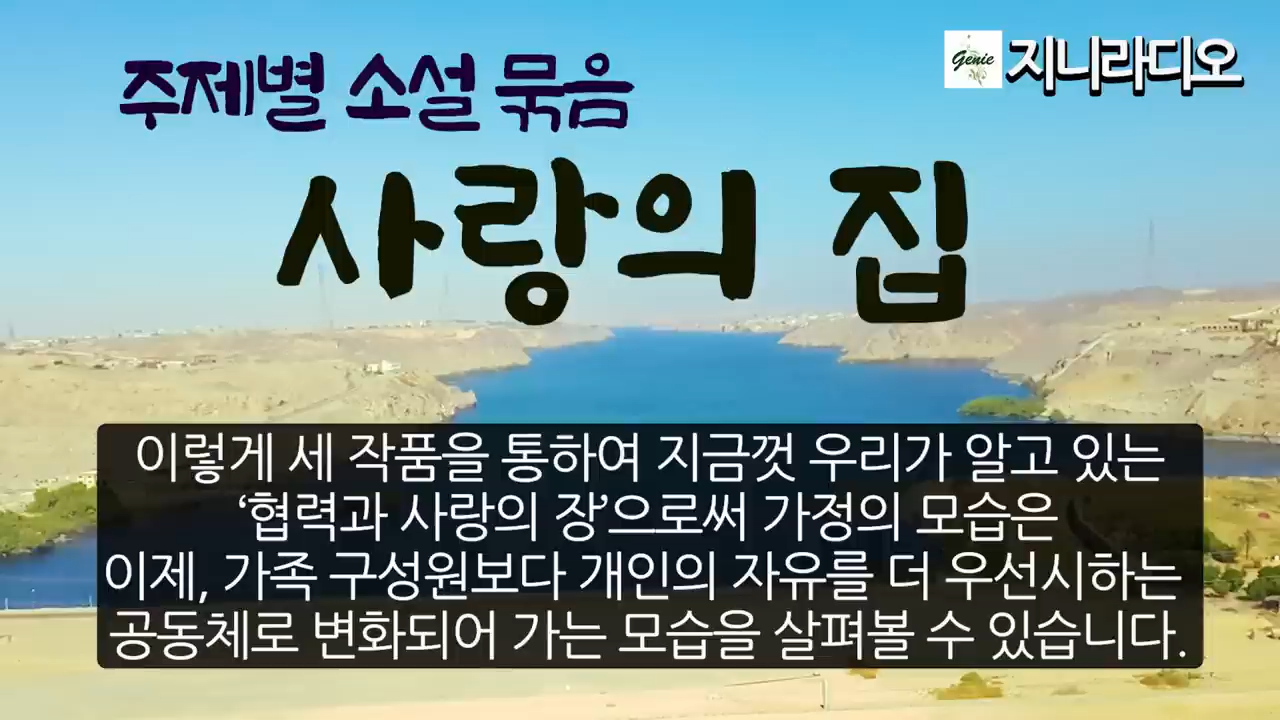 주제별 소설 묶음
Genie
지니라디오
사랑의 집
이렇게 세 작품을 통하여 지금껏 우리가 알고 있는
‘협력과 사랑의 장’으로써 가정의 모습은
이제, 가족 구성원보다 개인의 자유를 더 우선시하는
공동체로 변화되어 가는 모습을 살펴볼 수 있습니다.